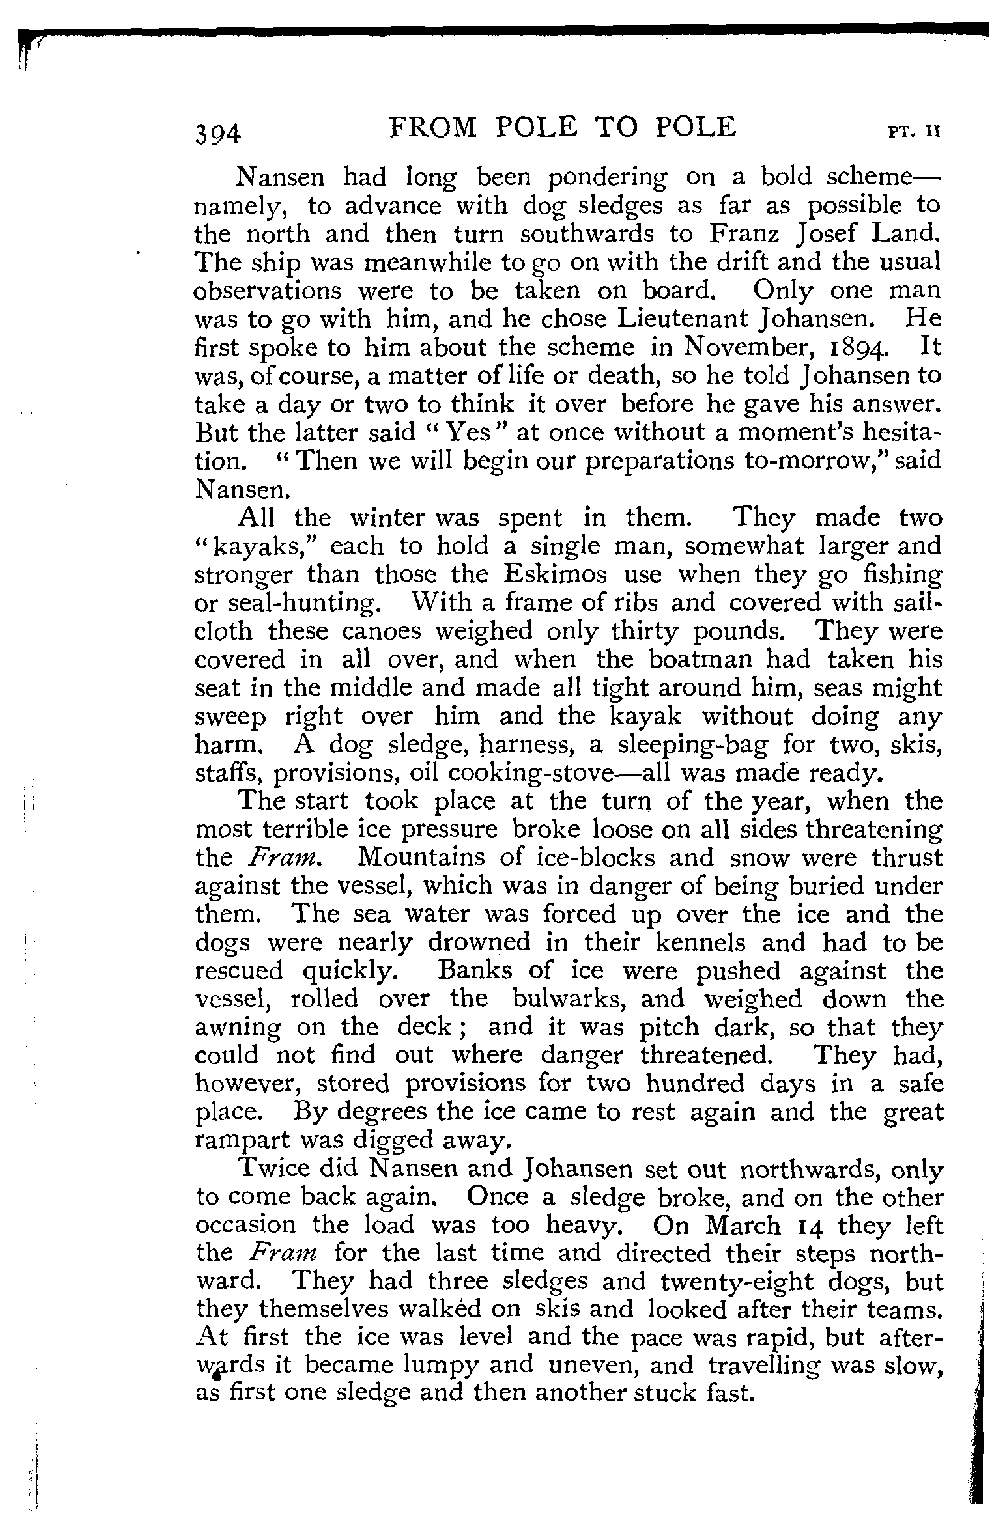 394 FROM POLE TO POLE PT. II
Nansen had long been pondering on a bold scheme—
namely, to advance with dog sledges as far as possible to
the north and then turn southwards to Franz Josef Land.
The ship was meanwhile to go on with the drift and the usual
observations were to be taken on board. Only one man
was to go with him, and he chose Lieutenant Johansen. He
first spoke to him about the scheme in November, 1894. It
was, of course, a matter of life or death, so he told Johansen to
take a day or two to think it over before he gave his answer.
But the latter said “Yes” at once without a moment's hesita-
tion. “Then we will begin our preparations to-morrow,” said
Nansen.
All the winter was spent in them. They made two
“kayaks,” each to hold a single man, somewhat larger and
stronger than those the Eskimos use when they go fishing
or seal-hunting. With a frame of ribs and covered with sail-
cloth these canoes weighed only thirty pounds. They were
covered in all over, and when the boatman had taken his
seat in the middle and made all tight around him, seas might
sweep right over him and the kayak without doing any
harm. A dog sledge, harness, a sleeping-bag for two, skis,
staffs, provisions, oil cooking-stove—all was made ready.
The start took place at the turn of the year, when the
most terrible ice pressure broke loose on all sides threatening
the Fram. Mountains of ice-blocks and snow were thrust
against the vessel, which was in danger of being buried under
them. The sea water was forced up over the ice and the
dogs were nearly drowned in their kennels and had to be
rescued quickly. Banks of ice were pushed against the
vessel, rolled over the bulwarks, and weighed down the
awning on the deck; and it was pitch dark, so that they
could not find out where danger threatened. They had,
however, stored provisions for two hundred days in a safe
place. By degrees the ice came to rest again and the great
rampart was digged away.
Twice did Nansen and Johansen set out northwards, only
to come back again. Once a sledge broke, and on the other
occasion the load was too heavy. On March 14 they left
the Fram for the last time and directed their steps north-
ward. They had three sledges and twenty-eight dogs, but
they themselves walked on skis and looked after their teams.
At first the ice was level and the pace was rapid, but after-
wards it became lumpy and uneven, and travelling was slow,
as first one sledge and then another stuck fast.